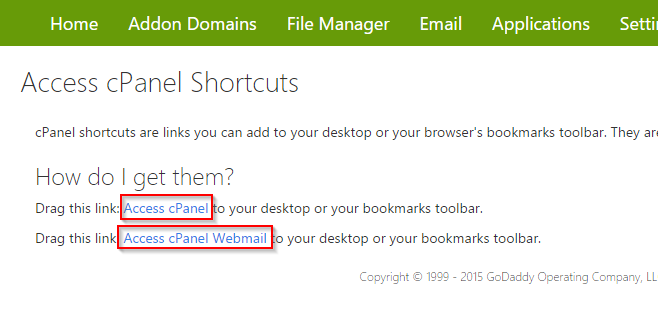 Home Addon Domains File Manager Email Applications
Access cPanel Shortcuts
cPanel shortcuts are links you can add to your desktop or your browser's bookmarks toolbar. They are
How do I get them?
Drag this link: Access cPanel to your desktop or your bookmarks toolbar.
Drag this link: Access cPanel Webmail to your desktop or your bookmarks toolbar.
Copyright © 1999 - 2015 GoDaddy Operating Company, LL